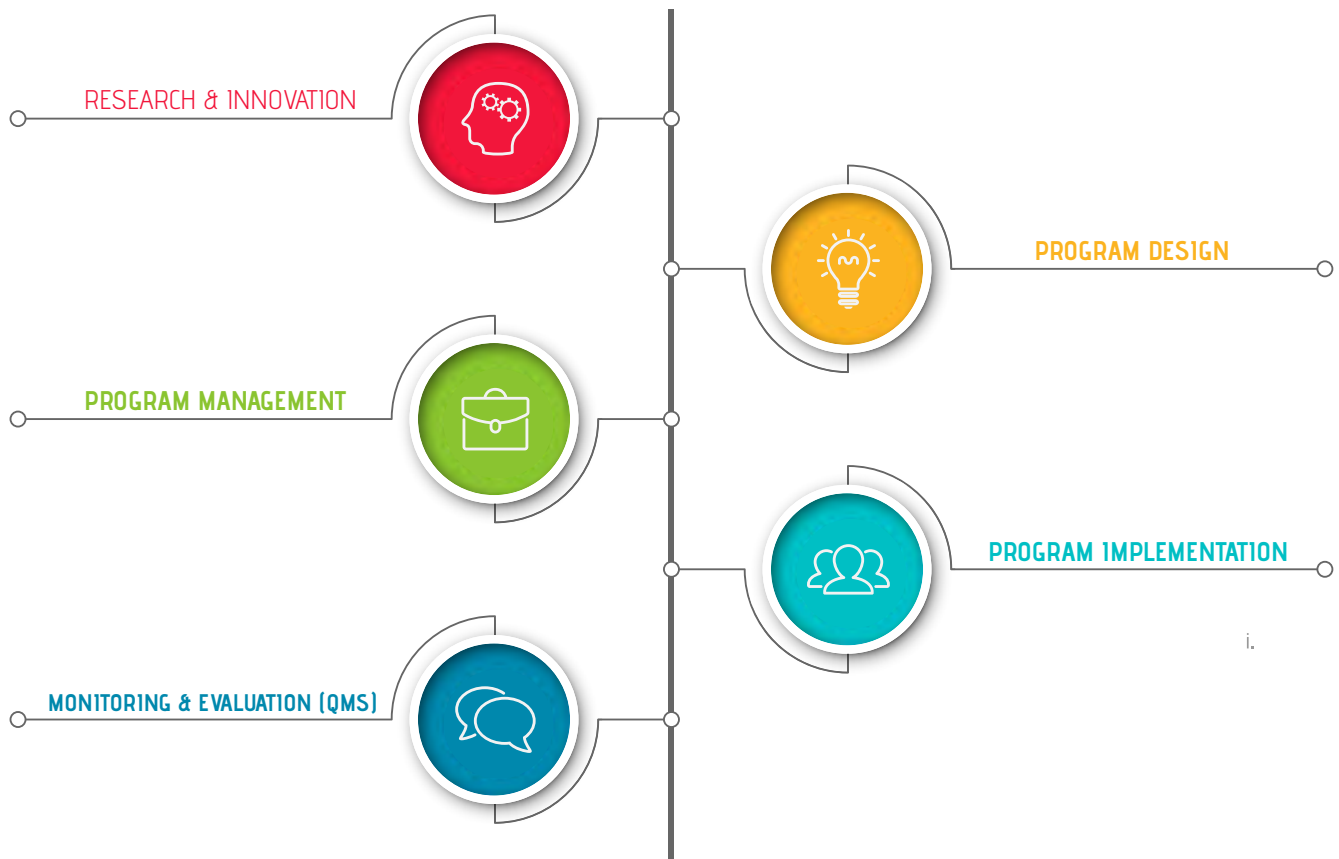 RESEARCH & INNOVATION
PROGRAM DESIGN
PROGRAM MANAGEMENT
PROGRAM IMPLEMENTATION
i.
MONITORING & EVALUATION (QMS)